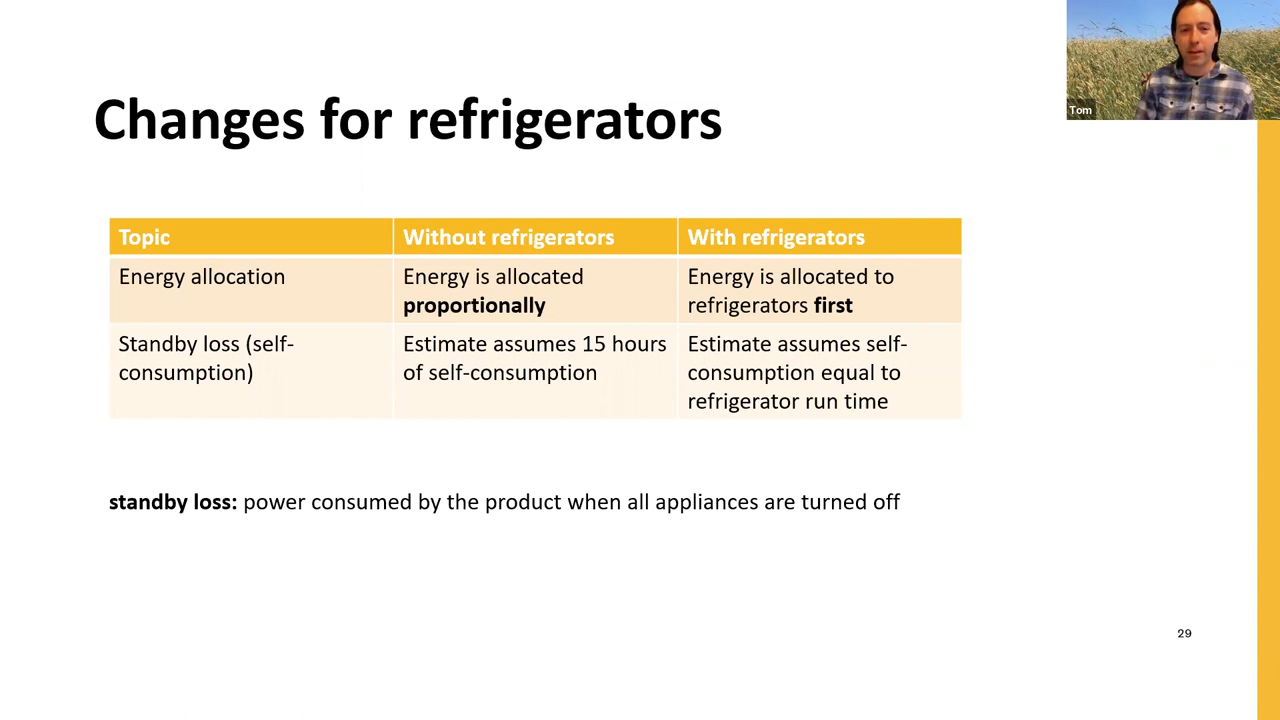 Tom
Changes for refrigerators
Topic
Without refrigerators
With refrigerators
Energy allocation
Energy is allocated
proportionally
Energy is allocated to
refrigerators first
Standby loss (self-
consumption)
Estimate assumes 15 hours
of self-consumption
Estimate assumes self-
consumption equal to
refrigerator run time
standby loss: power consumed by the product when all appliances are turned off
29